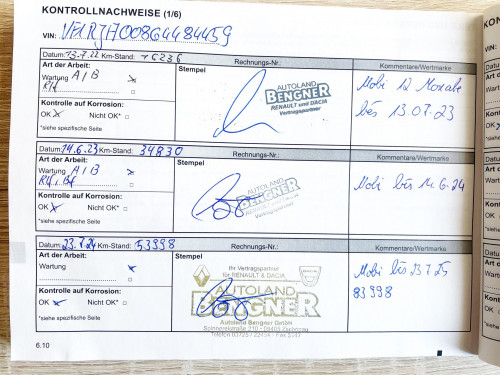 KONTROLLNACHWEISE (1/6)
VIN:
Datum: 13.7.22 Km-Stand: 16236 Rechnungs-Nr.: Kommentare/Wertmarke
Art der Arbeit:
Stempel
Wartung A / B
AUTOLAND
BENGNER
RENAULT und DACIA
Vertragspartner
Mobi 12 Monate
bis 13.07.23
Kontrolle auf Korrosion:
OK Nicht OK*
*siehe spezifische Seite
Datum: 14.6.23 Km-Stand: 34830 Rechnungs-Nr.: Kommentare/Wertmarke
Art der Arbeit:
Stempel
Wartung A / B
AUTOLAND
BENGNER
RENAULT und DACIA
Vertragspartner
Mobi bis 14.6.24
Kontrolle auf Korrosion:
OK Nicht OK*
*siehe spezifische Seite
Datum: 23.7.24 Km-Stand: 53998 Rechnungs-Nr.: Kommentare/Wertmarke
Art der Arbeit:
Wartung
Ihr Vertragspartner
für RENAULT & DACIA
AUTOLAND
BENGNER
Autoland Bengner GmbH
Mobi bis 23.7.25
83998
Kontrolle auf Korrosion:
OK Nicht OK*
*siehe spezifische Seite
6.10